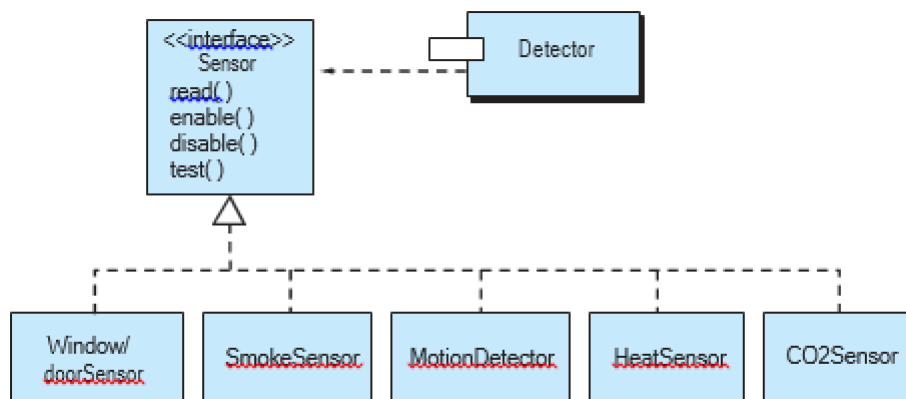 <<interface>>
Sensor
read( )
enable( )
disable( )
test( )
Detector
Window/
doorSensor
SmokeSensor
MotionDetector
HeatSensor
CO2Sensor